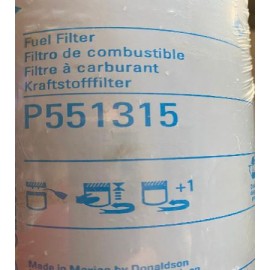 Fuel Filter
Filtro de combustible
Filtre à carburant
Kraftstofffilter
P551315
+1
Made in Mexico by Donaldson